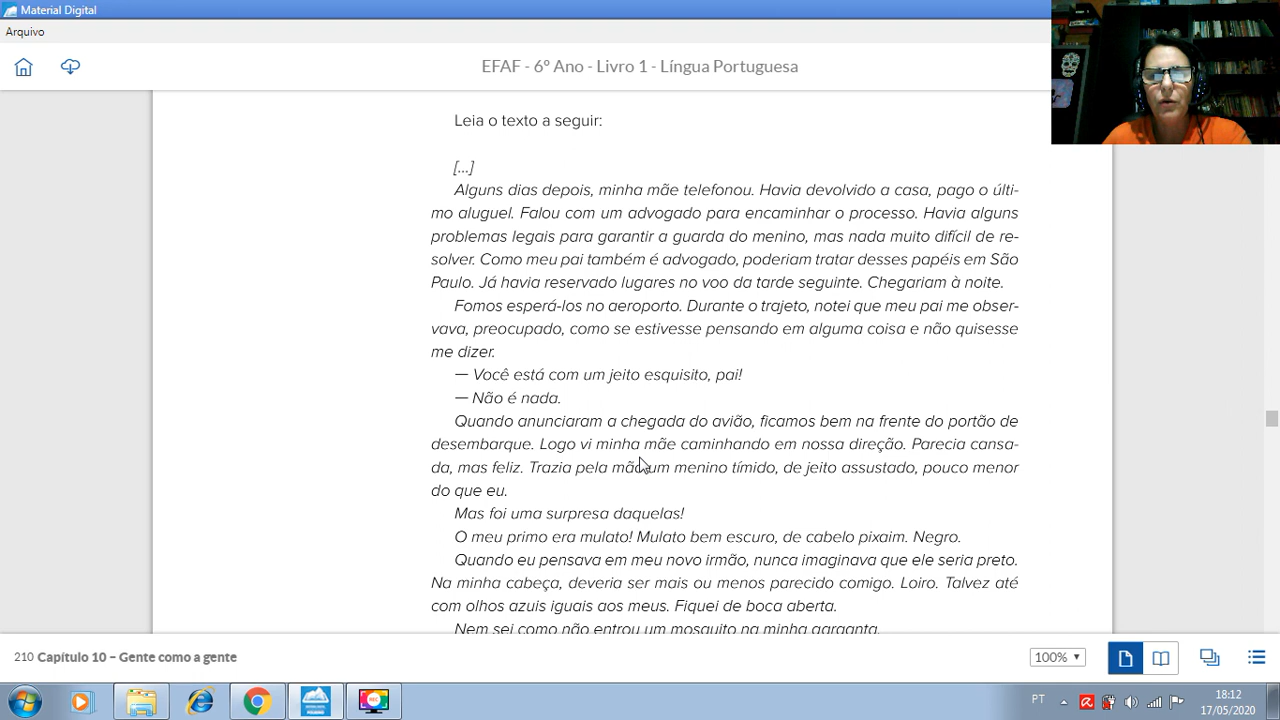 Material Digital
Arquivo
EFAF - 6º Ano - Livro 1 - Língua Portuguesa
Leia o texto a seguir:
[...]
Alguns dias depois, minha mãe telefonou. Havia devolvido a casa, pago o últi-
mo aluguel. Falou com um advogado para encaminhar o processo. Havia alguns
problemas legais para garantir a guarda do menino, mas nada muito difícil de re-
solver. Como meu pai também é advogado, poderiam tratar desses papéis em São
Paulo. Já havia reservado lugares no voo da tarde seguinte. Chegariam à noite.
Fomos esperá-los no aeroporto. Durante o trajeto, notei que meu pai me obser-
vava, preocupado, como se estivesse pensando em alguma coisa e não quisesse
me dizer.
— Você está com um jeito esquisito, pai!
— Não é nada.
Quando anunciaram a chegada do avião, ficamos bem na frente do portão de
desembarque. Logo vi minha mãe caminhando em nossa direção. Parecia cansa-
da, mas feliz. Trazia pela mão um menino tímido, de jeito assustado, pouco menor
do que eu.
Mas foi uma surpresa daquelas!
O meu primo era mulato! Mulato bem escuro, de cabelo pixaim. Negro.
Quando eu pensava em meu novo irmão, nunca imaginava que ele seria preto.
Na minha cabeça, deveria ser mais ou menos parecido comigo. Loiro. Talvez até
com olhos azuis iguais aos meus. Fiquei de boca aberta.
Nem sei como não entrou um mosquito na minha garganta.
210 Capítulo 10 – Gente como a gente
100%
REC
PT
18:12
17/05/2020